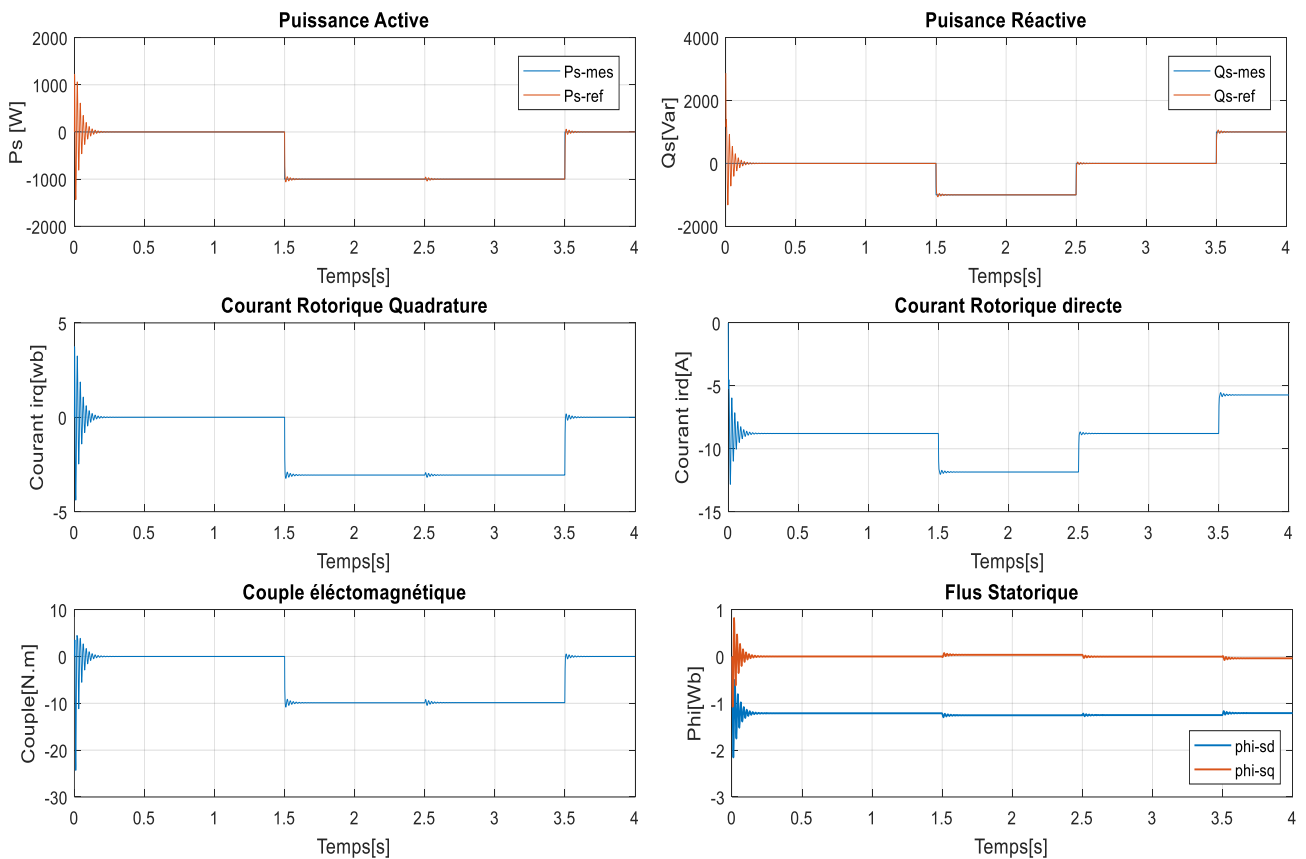 Puissance Active
2000
1000
0
-1000
-2000
Ps [W]
Ps-mes
Ps-ref
0 0.5 1 1.5 2 2.5 3 3.5 4
Temps[s]
Puisance Réactive
4000
2000
0
-2000
Qs[Var]
Qs-mes
Qs-ref
0 0.5 1 1.5 2 2.5 3 3.5 4
Temps[s]
Courant Rotorique Quadrature
5
0
-5
Courant irq[wb]
0 0.5 1 1.5 2 2.5 3 3.5 4
Temps[s]
Courant Rotorique directe
0
-5
-10
-15
Courant ird[A]
0 0.5 1 1.5 2 2.5 3 3.5 4
Temps[s]
Couple éléctomagnétique
10
0
-10
-20
-30
Couple[N.m]
0 0.5 1 1.5 2 2.5 3 3.5 4
Temps[s]
Flus Statorique
1
0
-1
-2
-3
Phi[Wb]
phi-sd
phi-sq
0 0.5 1 1.5 2 2.5 3 3.5 4
Temps[s]